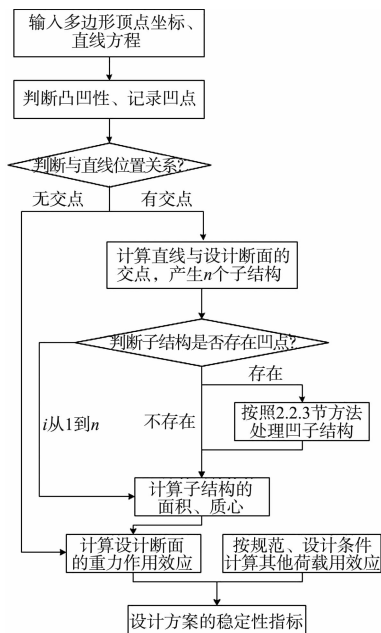 输入多边形顶点坐标、
直线方程
判断凸凹性、记录凹点
判断与直线位置关系?
无交点
有交点
计算直线与设计断面的
交点，产生n个子结构
判断子结构是否存在凹点?
存在
i从1到n
不存在
按照2.2.3节方法
处理凹子结构
计算子结构的
面积、质心
计算设计断面
的重力作用效应
按规范、设计条件
计算其他荷载用效应
设计方案的稳定性指标